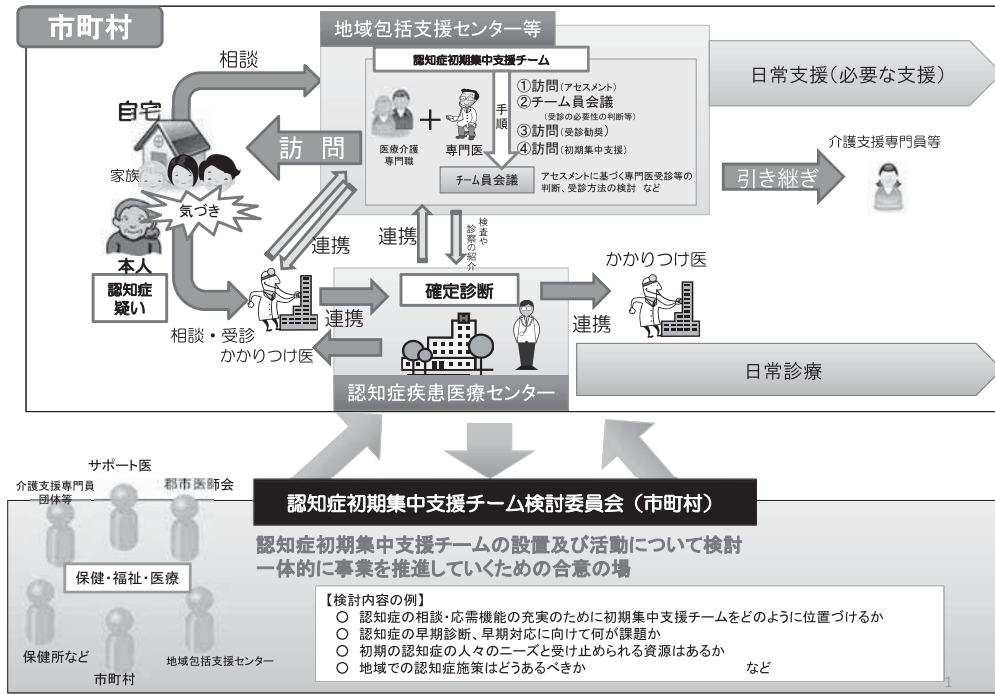 市町村
地域包括支援センター等
認知症初期集中支援チーム
相談
自宅
家族
気づき
本人
認知症
疑い
訪 問
医療介護
専門職
専門医
手順
①訪問(アセスメント)
②チーム員会議
(受診の必要性の判断等)
③訪問(受診勧奨)
④訪問(初期集中支援)
チーム員会議
アセスメントに基づく専門医受診等の
判断、受診方法の検討 など
日常支援(必要な支援)
引き継ぎ
介護支援専門員等
連携
連携
検査や
診察の紹介
相談・受診
かかりつけ医
連携
確定診断
認知症疾患医療センター
連携
かかりつけ医
日常診療
サポート医
介護支援専門員
団体等
郡市医師会
保健・福祉・医療
保健所など
市町村
地域包括支援センター
認知症初期集中支援チーム検討委員会(市町村)
認知症初期集中支援チームの設置及び活動について検討
一体的に事業を推進していくための合意の場
【検討内容の例】
○ 認知症の相談・応需機能の充実のために初期集中支援チームをどのように位置づけるか
○ 認知症の早期診断、早期対応に向けて何が課題か
○ 初期の認知症の人々のニーズと受け止められる資源はあるか
○ 地域での認知症施策はどうあるべきか など
1